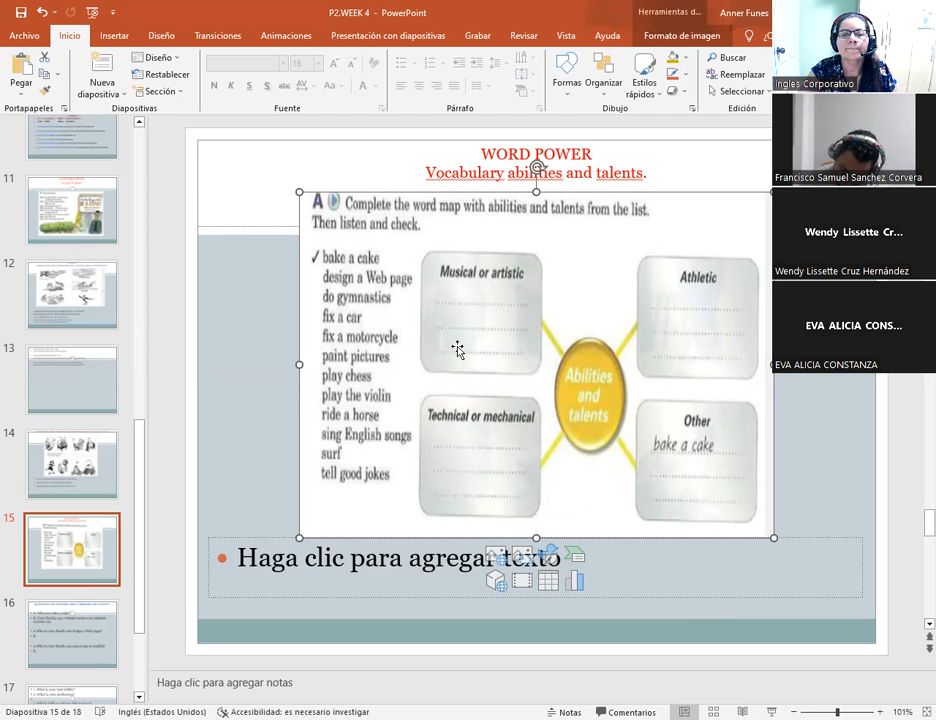 P2.WEEK 4 - PowerPoint
Herramientas d...
Anner Funes
Archivo
Inicio
Insertar
Diseño
Transiciones
Animaciones
Presentación con diapositivas
Grabar
Revisar
Vista
Ayuda
Formato de imagen
Pegar
Nueva
diapositiva
Diseño
Restablecer
Sección
16
N K S abc AV Aa A
Formas
Organizar
Estilos
rápidos
Buscar
Reemplazar
Seleccionar
Portapapeles
Diapositivas
Fuente
Párrafo
Dibujo
Edición
Ingles Corporativo
Francisco Samuel Sanchez Corvera
Wendy Lissette Cr...
Wendy Lissette Cruz Hernández
EVA ALICIA CONS...
EVA ALICIA CONSTANZA
11
12
13
14
15
16
17
WORD POWER
Vocabulary abilities and talents.
A Complete the word map with abilities and talents from the list.
Then listen and check.
✓ bake a cake
design a Web page
do gymnastics
fix a car
fix a motorcycle
paint pictures
play chess
play the violin
ride a horse
sing English songs
surf
tell good jokes
Musical or artistic
Athletic
Abilities
and
talents
Technical or mechanical
Other
bake a cake
Haga clic para agregar texto
Haga clic para agregar notas
Diapositiva 15 de 18
Inglés (Estados Unidos)
Accesibilidad: es necesario investigar
Notas
Comentarios
101%